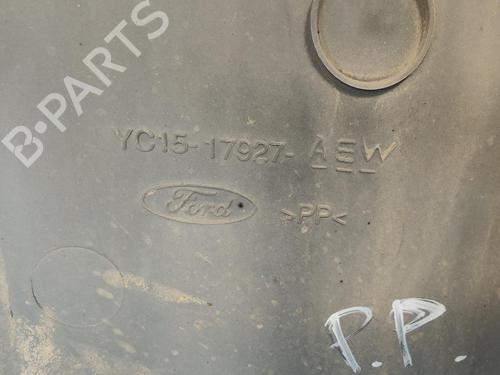 B-PARTS
YC15-17927-AEW
Ford
>PP<
P.P.